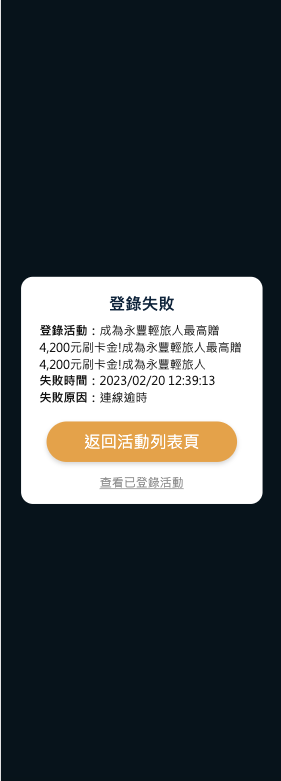 登錄失敗
登錄活動：成為永豐輕旅人最高贈
4,200元刷卡金!成為永豐輕旅人最高贈
4,200元刷卡金!成為永豐輕旅人
失敗時間：2023/02/20 12:39:13
失敗原因：連線逾時
返回活動列表頁
查看已登錄活動